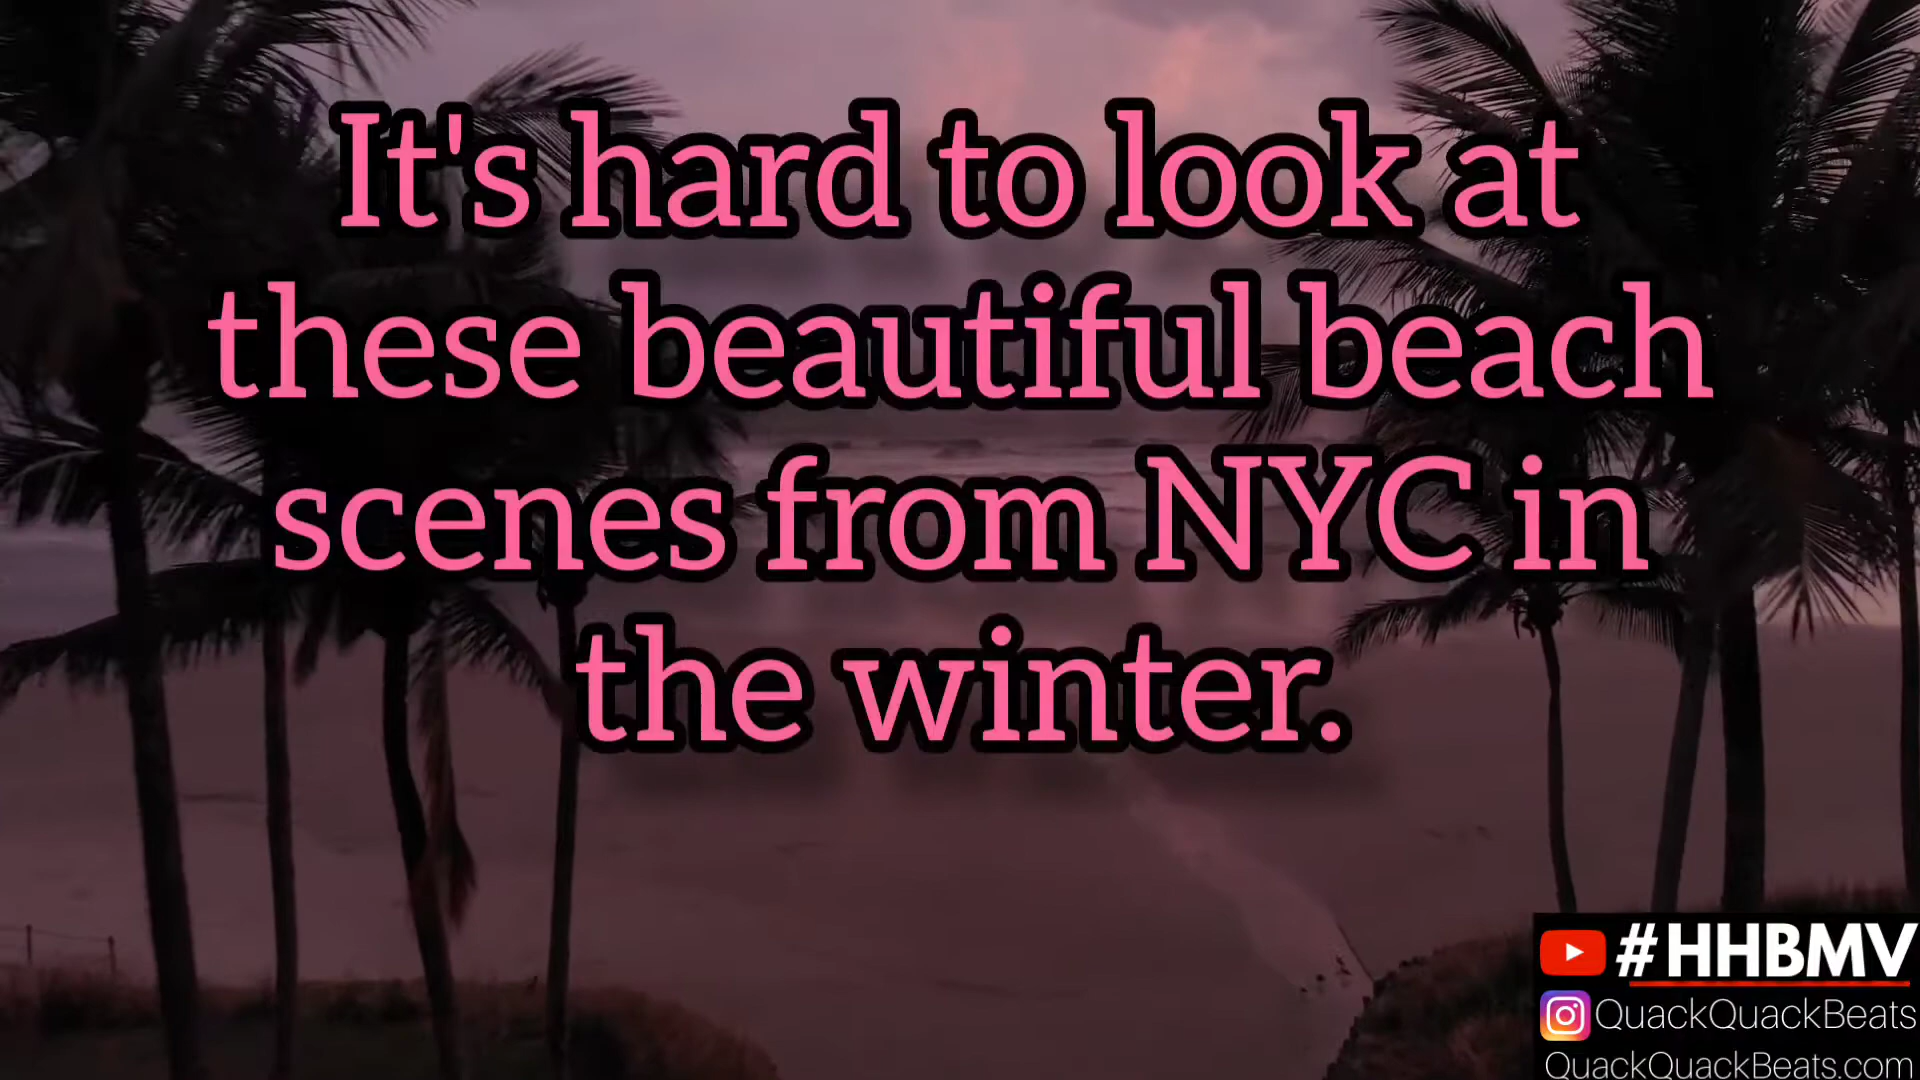 It's hard to look at
these beautiful beach
scenes from NYC in
the winter.
#HHBMV
QuackQuackBeats
QuackQuackBeats.com